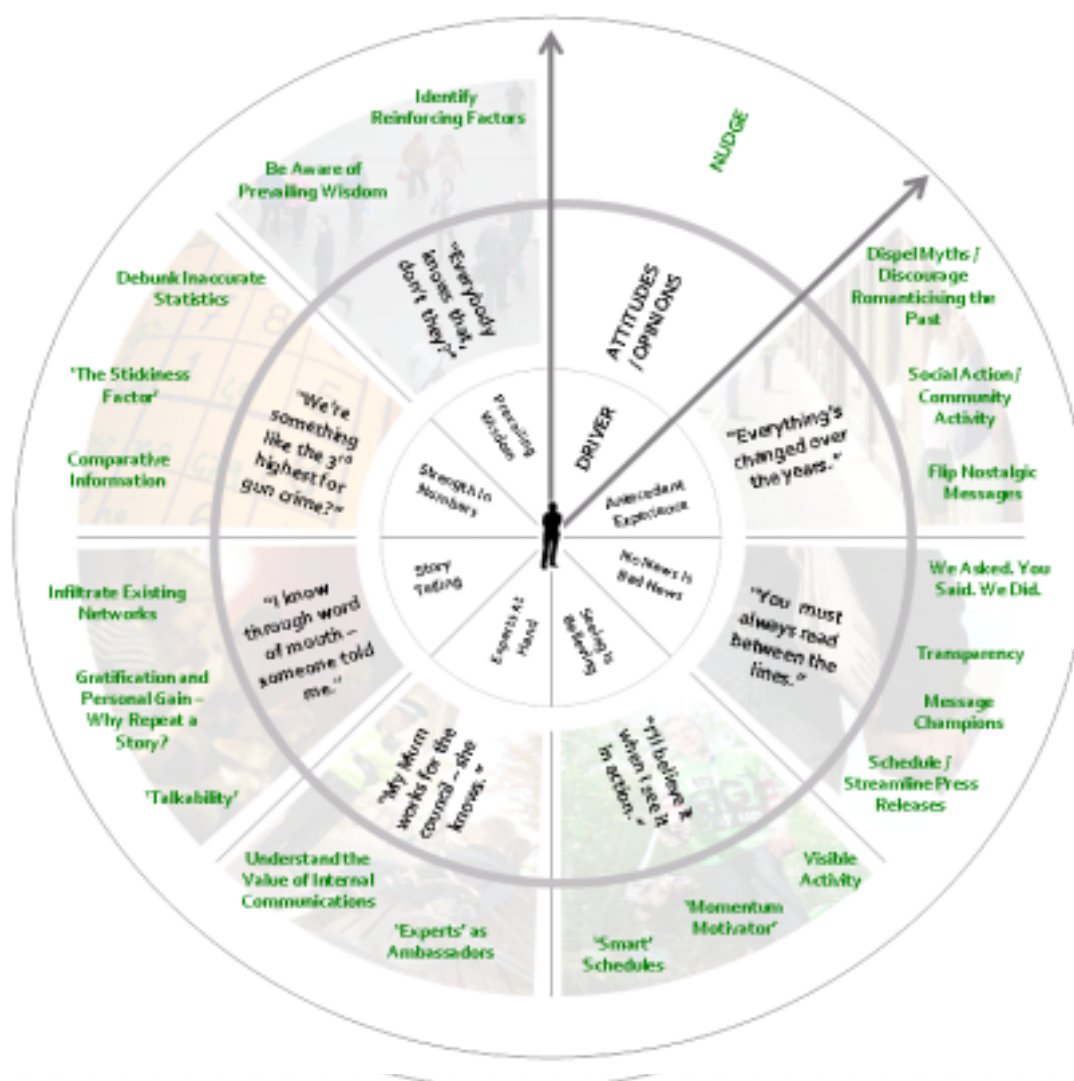 NUDGE
ATTITUDES
/OPINIONS
DRIVER
Dispel Myths /
Discourage
Romanticising the
Past
Social Action/
Community
Activity
Flip Nostalgic
Messages
"Everything's
changed over
the years."
Antecedent
Experience
We Asked. You
Said. We Did.
Transparency
Message
Champions
Schedule /
Streamline Press
Releases
"You must
always read
between the
lines."
No News Is
Bad News
Visible
Activity
'Momentum
Motivator'
'Smart'
Schedules
"I'll believe it
when I see it
in action."
Seeing Is
Believing
Understand the
Value of Internal
Communications
'Experts' as
Ambassadors
"My Mum
works for the
council – she
knows."
Experts At
Hand
Infiltrate Existing
Networks
Gratification and
Personal Gain –
Why Repeat a
Story?
'Talkability'
"I know
through word
of mouth –
someone told
me."
Story
Telling
Debunk Inaccurate
Statistics
'The Stickiness
Factor'
Comparative
Information
"We're
something
like the 3rd
highest for
gun crime?"
Strength in
Numbers
Identify
Reinforcing Factors
Be Aware of
Prevailing Wisdom
"Everybody
knows that,
don't they?"
Prevailing
Wisdom